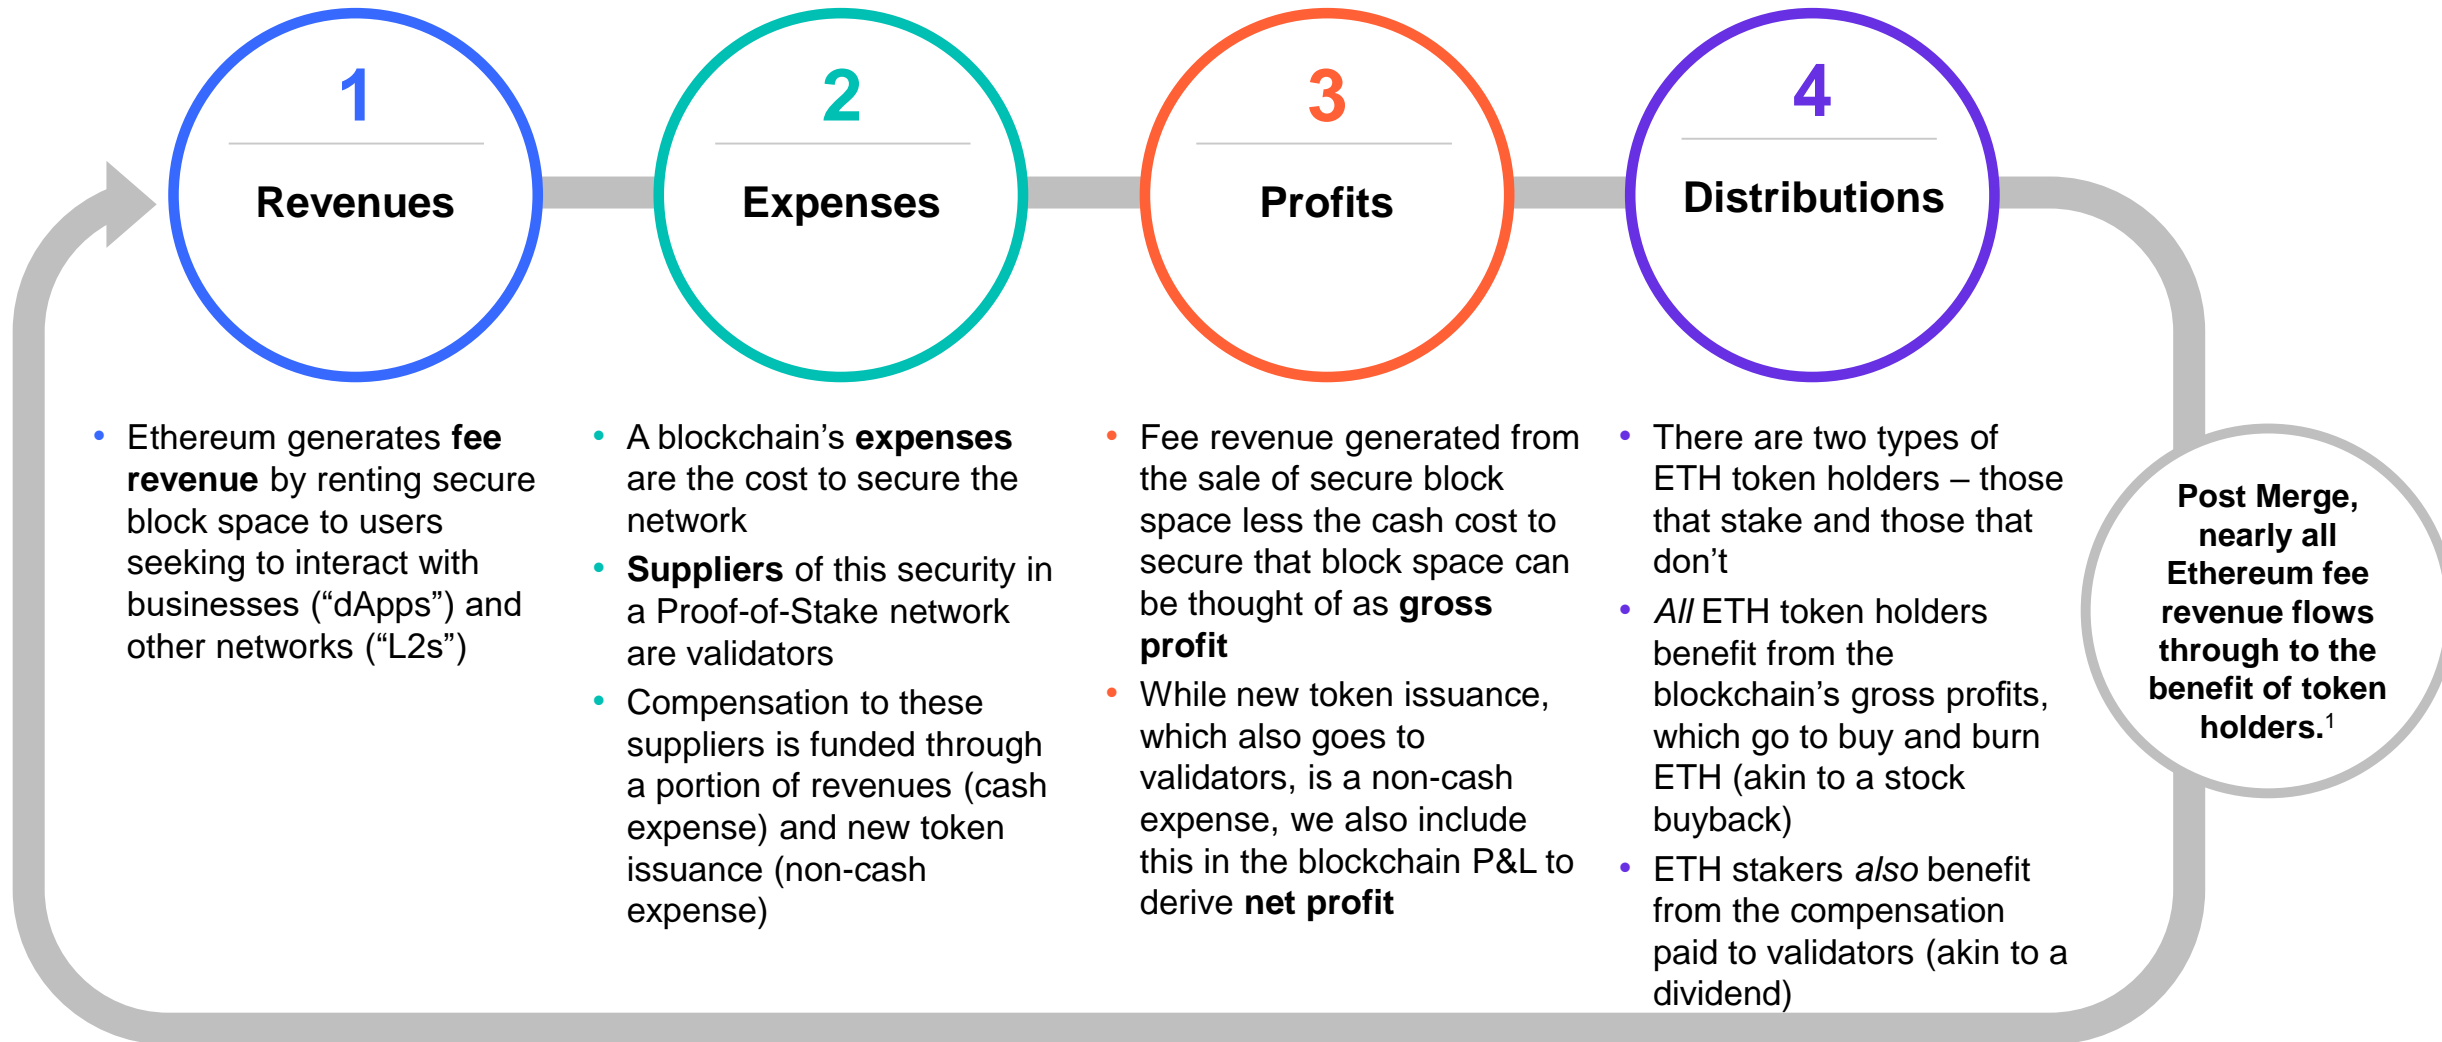 1
Revenues
2
Expenses
3
Profits
4
Distributions
• Ethereum generates fee
revenue by renting secure
block space to users
seeking to interact with
businesses (“dApps”) and
other networks (“L2s”)
• A blockchain’s expenses
are the cost to secure the
network
• Suppliers of this security in
a Proof-of-Stake network
are validators
• Compensation to these
suppliers is funded through
a portion of revenues (cash
expense) and new token
issuance (non-cash
expense)
• Fee revenue generated from
the sale of secure block
space less the cash cost to
secure that block space can
be thought of as gross
profit
• While new token issuance,
which also goes to
validators, is a non-cash
expense, we also include
this in the blockchain P&L to
derive net profit
• There are two types of
ETH token holders – those
that stake and those that
don’t
• All ETH token holders
benefit from the
blockchain’s gross profits,
which go to buy and burn
ETH (akin to a stock
buyback)
• ETH stakers also benefit
from the compensation
paid to validators (akin to a
dividend)
Post Merge,
nearly all
Ethereum fee
revenue flows
through to the
benefit of token
holders.1